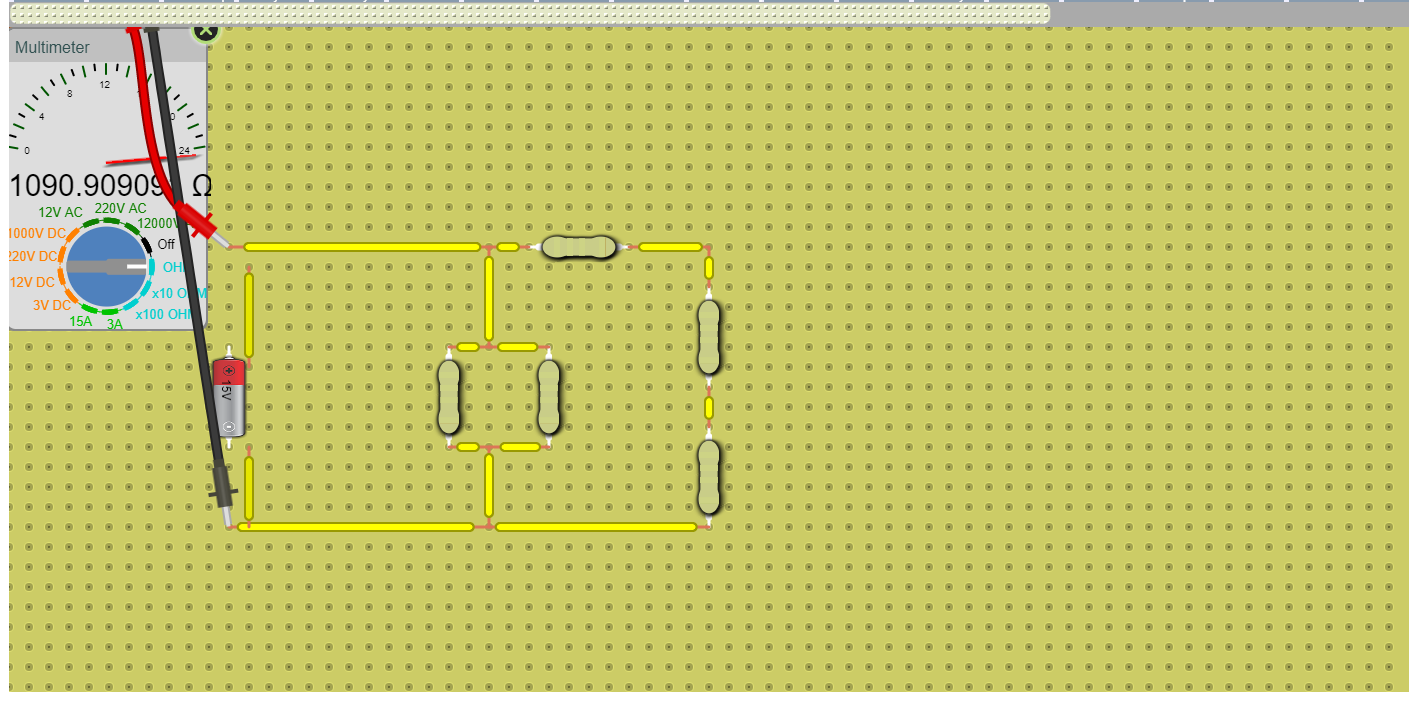 Multimeter
4
8
12
0
24
1090.90909 Ω
12V AC
220V AC
12000V
1000V DC
Off
220V DC
OH
12V DC
x10 O M
3V DC
x100 OH
15A
3A
15V